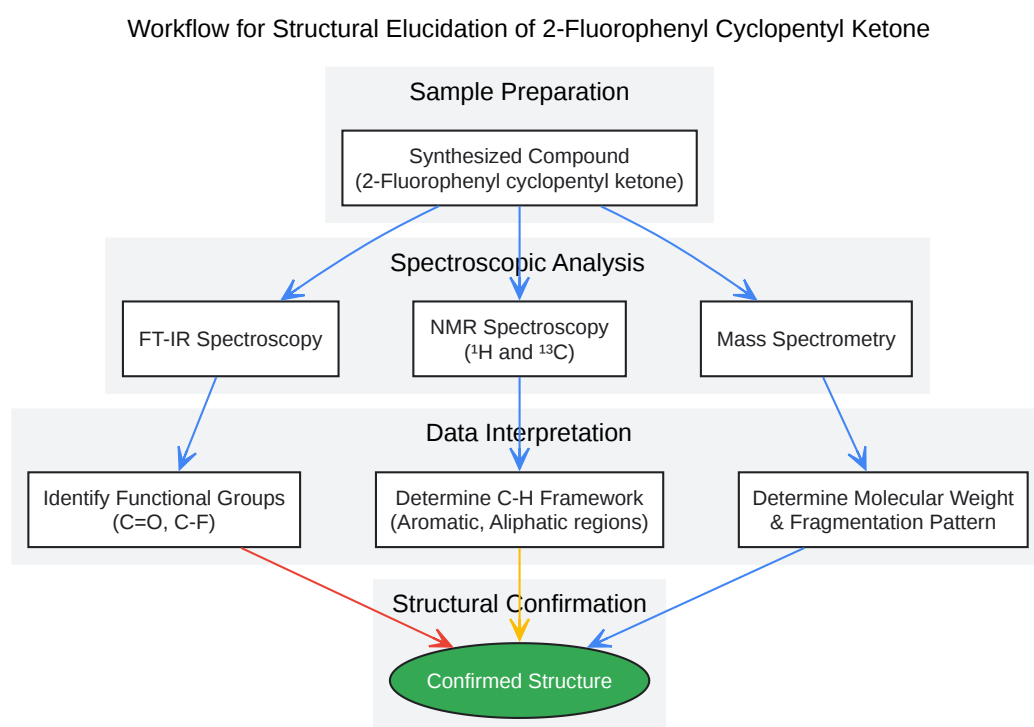 Workflow for Structural Elucidation of 2-Fluorophenyl Cyclopentyl Ketone
Sample Preparation
Synthesized Compound
(2-Fluorophenyl cyclopentyl ketone)
Spectroscopic Analysis
FT-IR Spectroscopy
NMR Spectroscopy
(¹H and ¹³C)
Mass Spectrometry
Data Interpretation
Identify Functional Groups
(C=O, C-F)
Determine C-H Framework
(Aromatic, Aliphatic regions)
Determine Molecular Weight
& Fragmentation Pattern
Structural Confirmation
Confirmed Structure